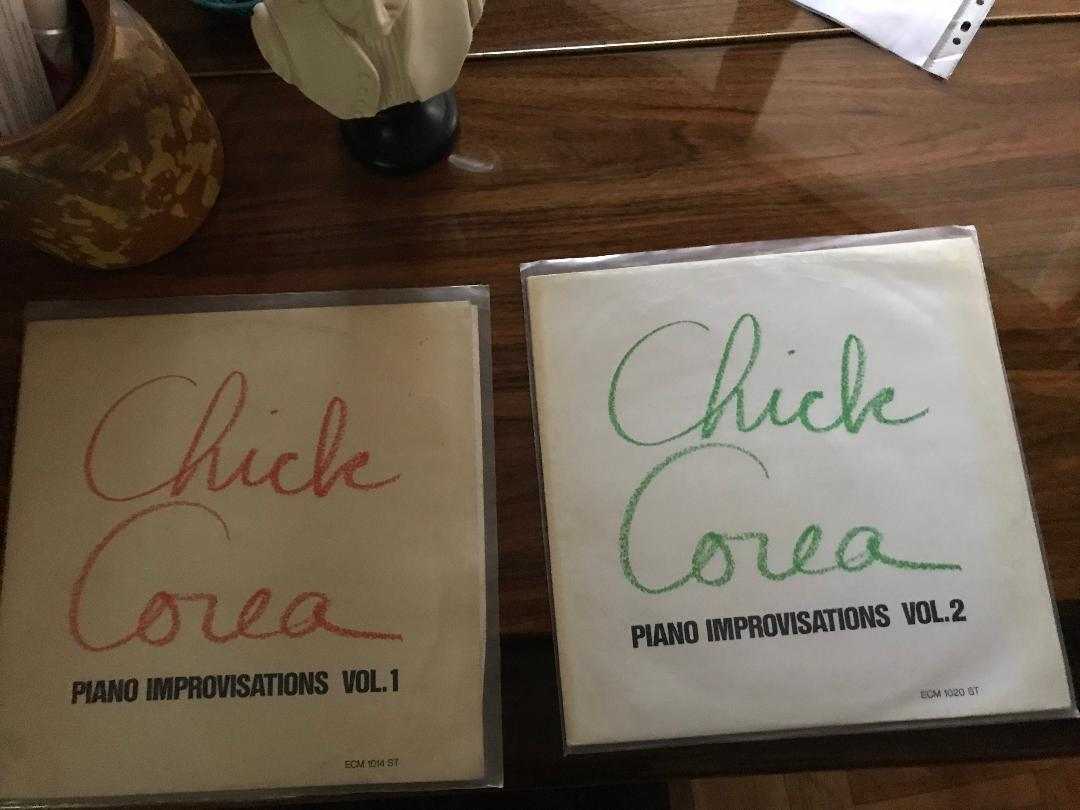 Chick
Corea
PIANO IMPROVISATIONS VOL.1
ECM 1014 ST
Chick
Corea
PIANO IMPROVISATIONS VOL.2
ECM 1020 ST